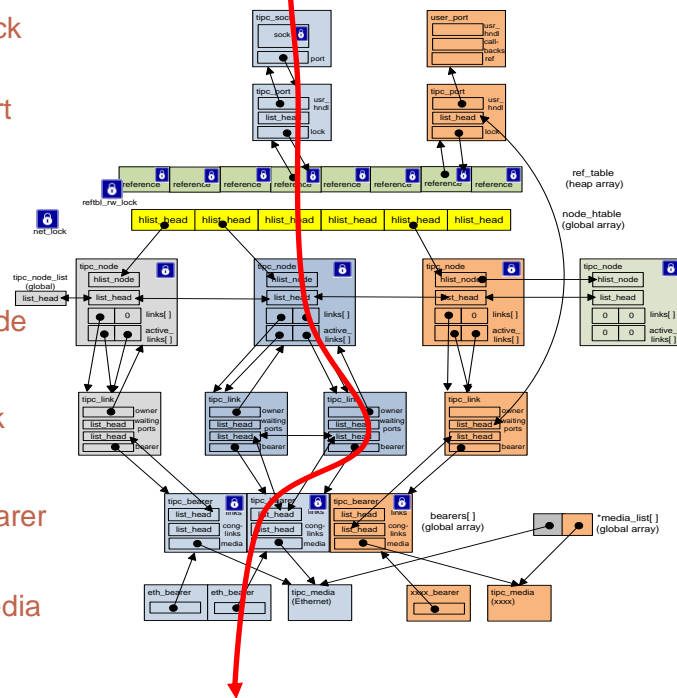 ck
tipc_sock
sock
port
user_port
usr_
hndl
call-
backs
ref
rt
tipc_port
usr_
hndl
list_head
lock
tipc_port
usr_
hndl
list_head
lock
reference reference reference reference reference reference reference reference
ref_table
(heap array)
reftbl_rw_lock
net_lock
hlist_head hlist_head hlist_head hlist_head hlist_head hlist_head
node_htable
(global array)
tipc_node_list
(global)
list_head
tipc_node
hlist_node
list_head
0
links[ ]
active_
links[ ]
tipc_node
hlist_node
list_head
links[ ]
active_
links[ ]
tipc_node
hlist_node
list_head
0
links[ ]
active_
links[ ]
tipc_node
hlist_node
list_head
0 0
links[ ]
0 0
active_
links[ ]
de
k
tipc_link
owner
waiting
ports
list_head
list_head
bearer
tipc_link
owner
waiting
ports
list_head
list_head
bearer
tipc_link
owner
waiting
ports
list_head
list_head
bearer
tipc_link
owner
waiting
ports
list_head
list_head
bearer
arer
tipc_bearer
links
list_head
list_head
cong-
links
media
tipc_bearer
links
list_head
list_head
cong-
links
media
tipc_bearer
links
list_head
list_head
cong-
links
media
bearers[ ]
(global array)
*media_list[ ]
(global array)
dia
eth_bearer
eth_bearer
tipc_media
(Ethernet)
xxxx_bearer
tipc_media
(xxxx)